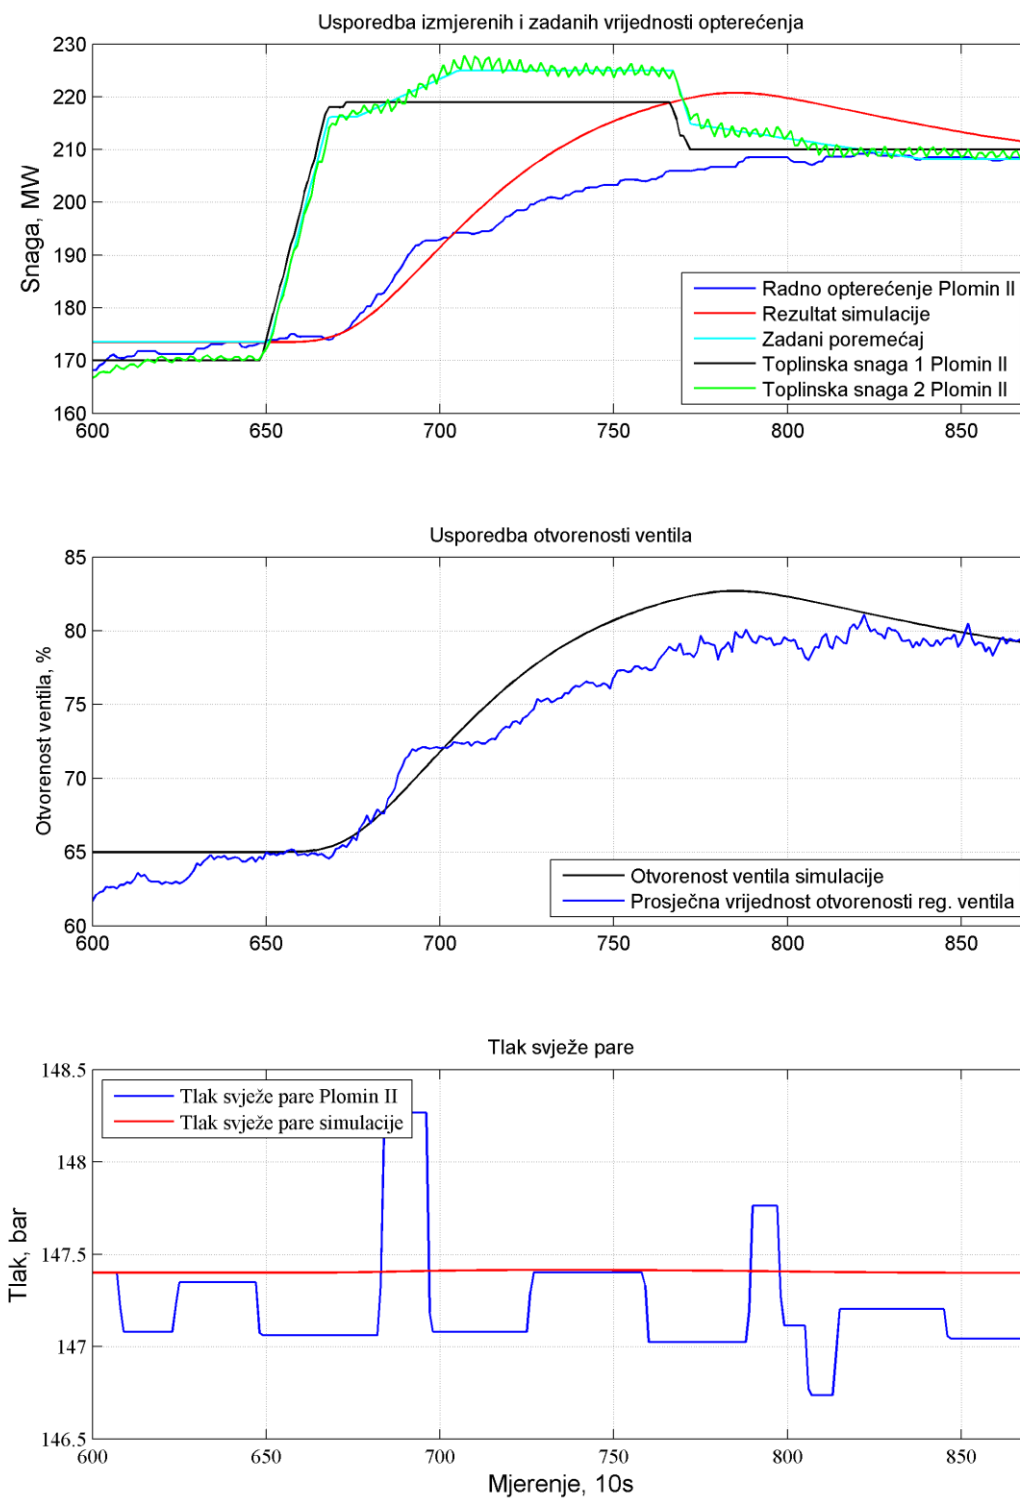 Usporedba izmjerenih i zadanih vrijednosti opterećenja
230
220
210
200
190
180
170
160
Snaga, MW
Radno opterećenje Plomin II
Rezultat simulacije
Zadani poremećaj
Toplinska snaga 1 Plomin II
Toplinska snaga 2 Plomin II
600 650 700 750 800 850
Usporedba otvorenosti ventila
85
80
75
70
65
60
Otvorenost ventila, %
Otvorenost ventila simulacije
Prosječna vrijednost otvorenosti reg. ventila
600 650 700 750 800 850
Tlak svježe pare
148.5
148
147.5
147
146.5
Tlak, bar
Tlak svježe pare Plomin II
Tlak svježe pare simulacije
600 650 700 750 800 850
Mjerenje, 10s